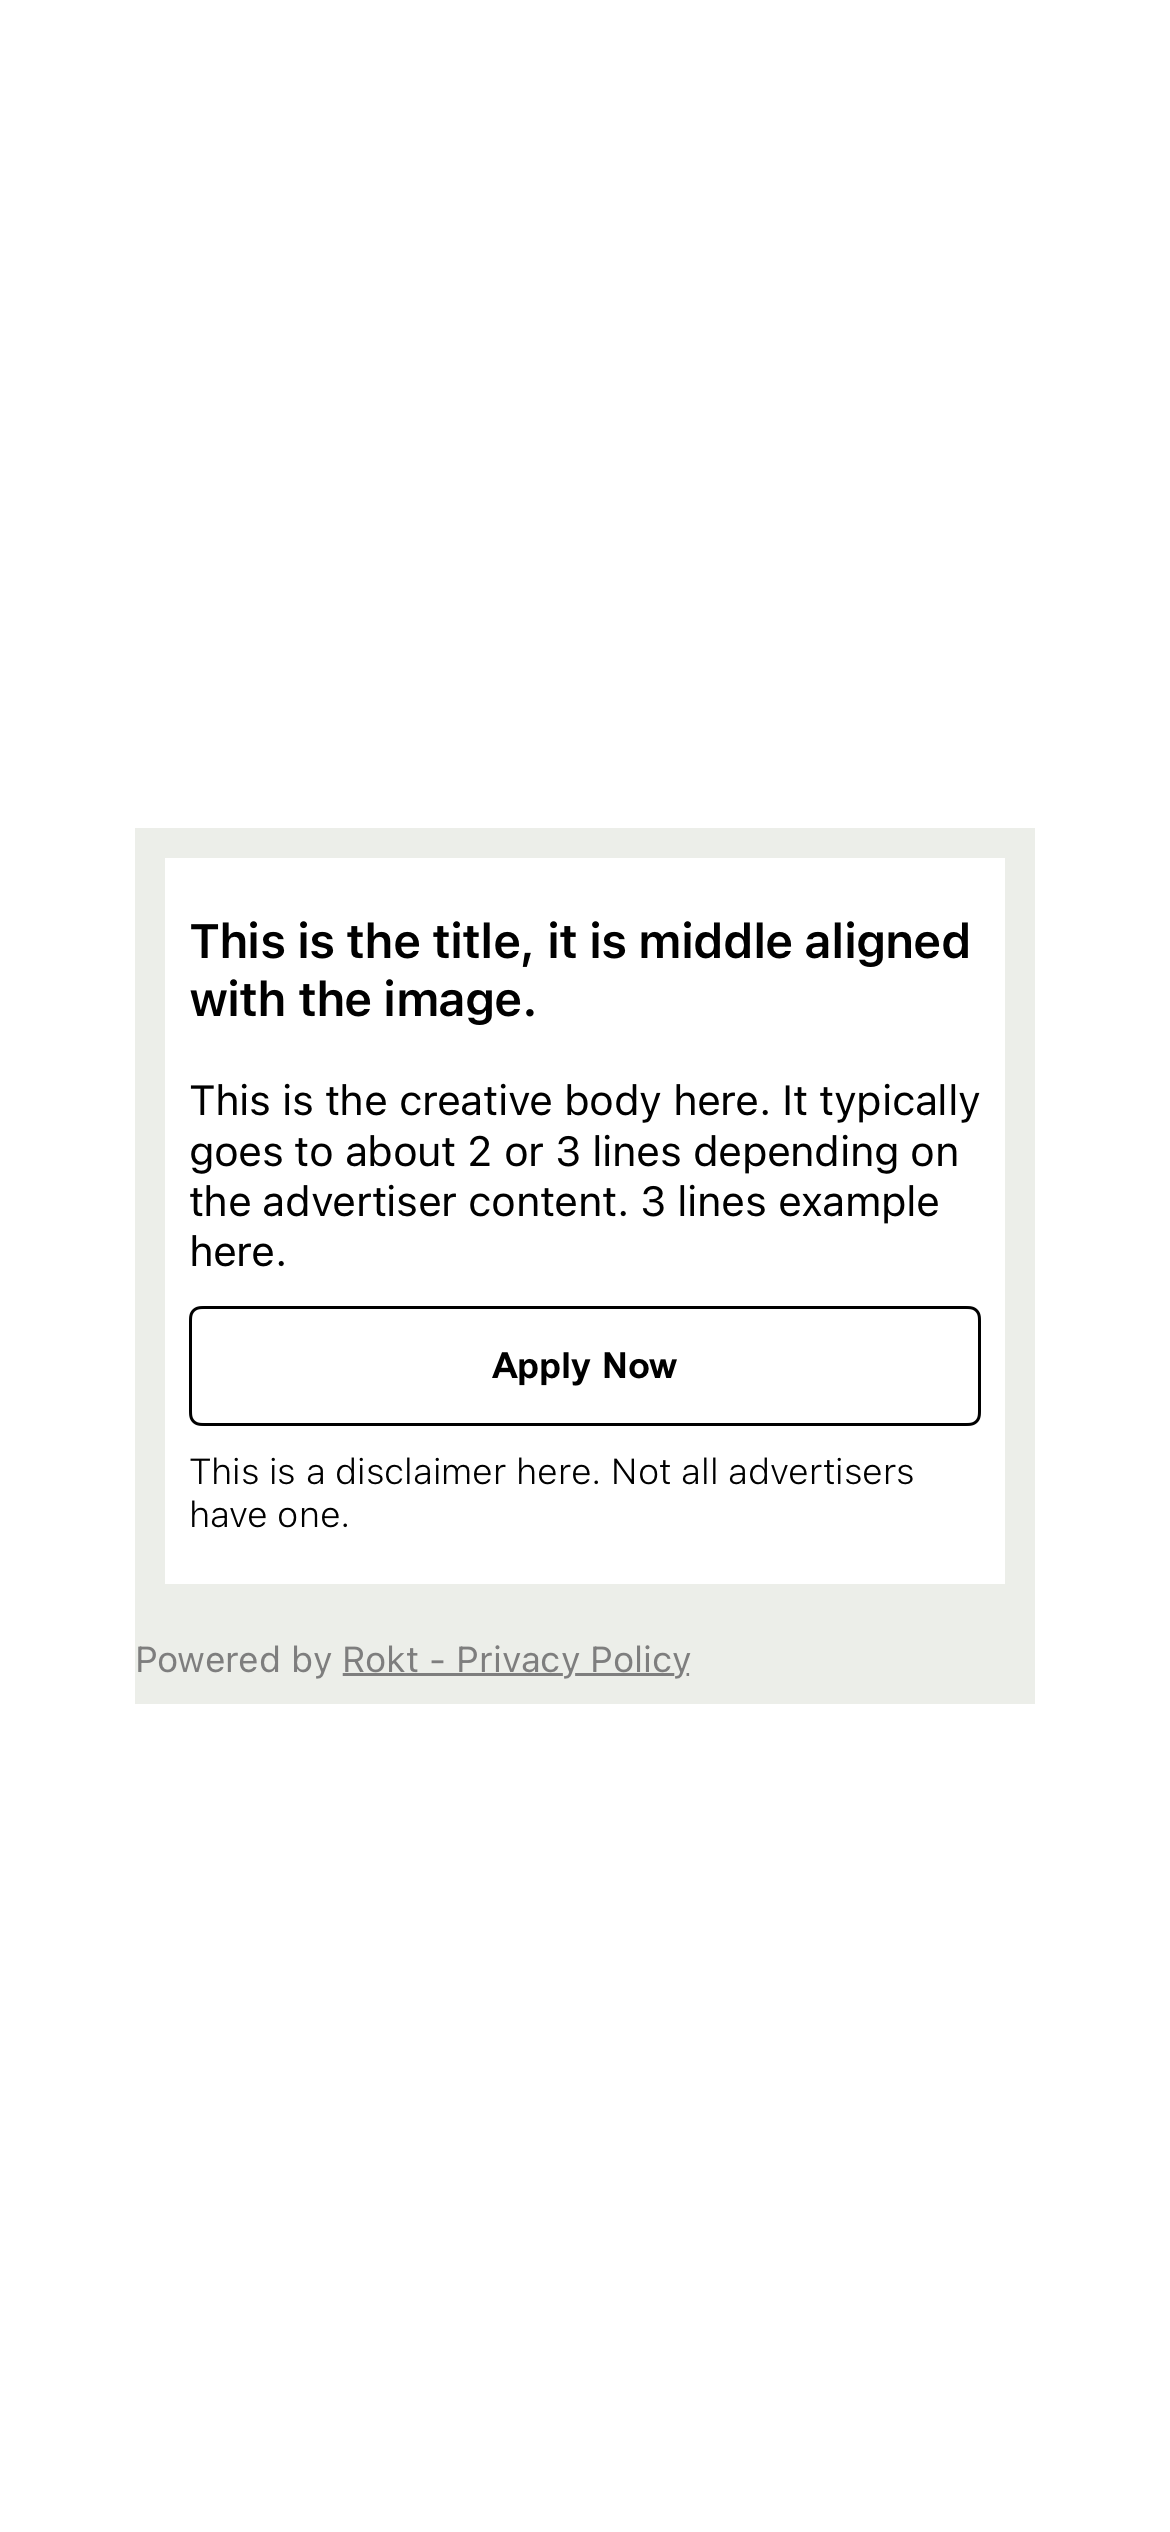 This is the title, it is middle aligned
with the image.
This is the creative body here. It typically
goes to about 2 or 3 lines depending on
the advertiser content. 3 lines example
here.
Apply Now
This is a disclaimer here. Not all advertisers
have one.
Powered by Rokt - Privacy Policy